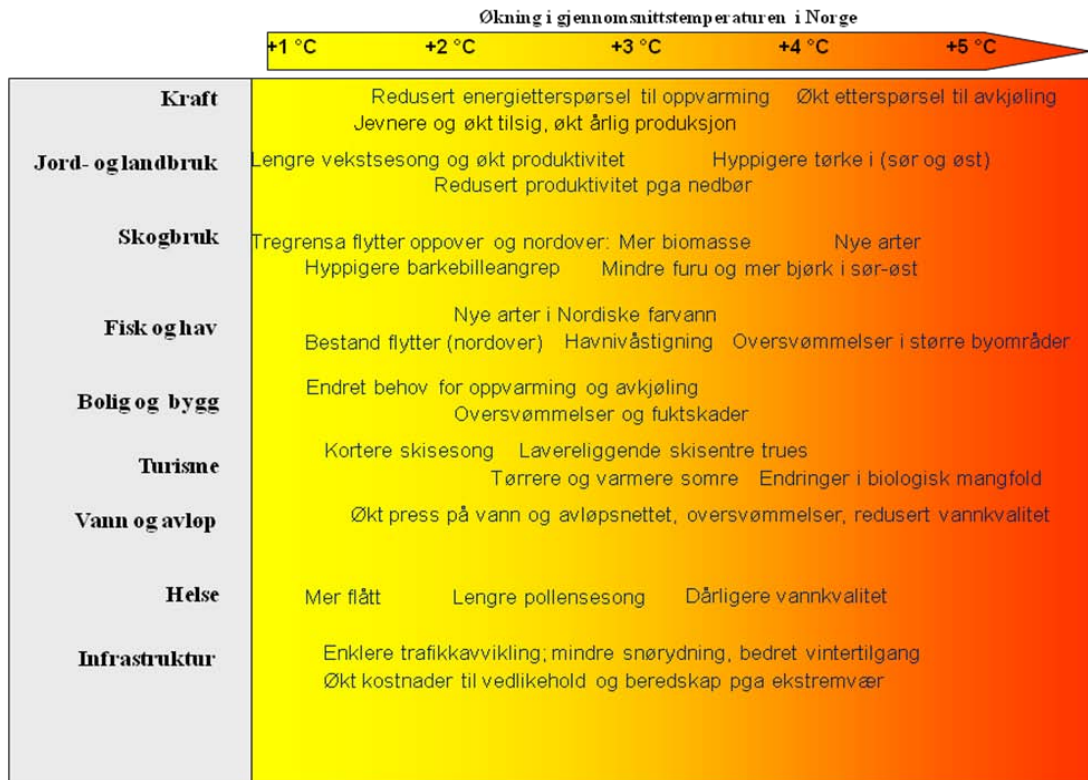 Økning i gjennomsnittstemperaturen i Norge
+1 °C +2 °C +3 °C +4 °C +5 °C
Kraft
Redusert energietterspørsel til oppvarming Økt etterspørsel til avkjøling
Jevnere og økt tilsig, økt årlig produksjon
Jord- og landbruk
Lengre vekstsesong og økt produktivitet Hyppigere tørke i (sør og øst)
Redusert produktivitet pga nedbør
Skogbruk
Tregrensa flytter oppover og nordover: Mer biomasse Nye arter
Hyppigere barkebilleangrep Mindre furu og mer bjørk i sør-øst
Fisk og hav
Nye arter i Nordiske farvann
Bestand flytter (nordover) Havnivåstigning Oversvømmelser i større byområder
Bolig og bygg
Endret behov for oppvarming og avkjøling
Oversvømmelser og fuktskader
Turisme
Kortere skisesong Lavereliggende skisentre trues
Tørrere og varmere somre Endringer i biologisk mangfold
Vann og avløp
Økt press på vann og avløpsnettet, oversvømmelser, redusert vannkvalitet
Helse
Mer flått Lengre pollensesong Dårligere vannkvalitet
Infrastruktur
Enklere trafikkavvikling; mindre snørydning, bedret vintertilgang
Økt kostnader til vedlikehold og beredskap pga ekstremvær